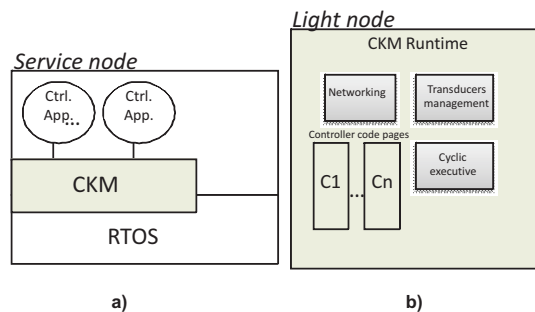 Service node
Ctrl.
App...
Ctrl.
App.
CKM
RTOS
a)
Light node
CKM Runtime
Networking
Transducers
management
Controller code pages
C1
...
Cn
Cyclic
executive
b)